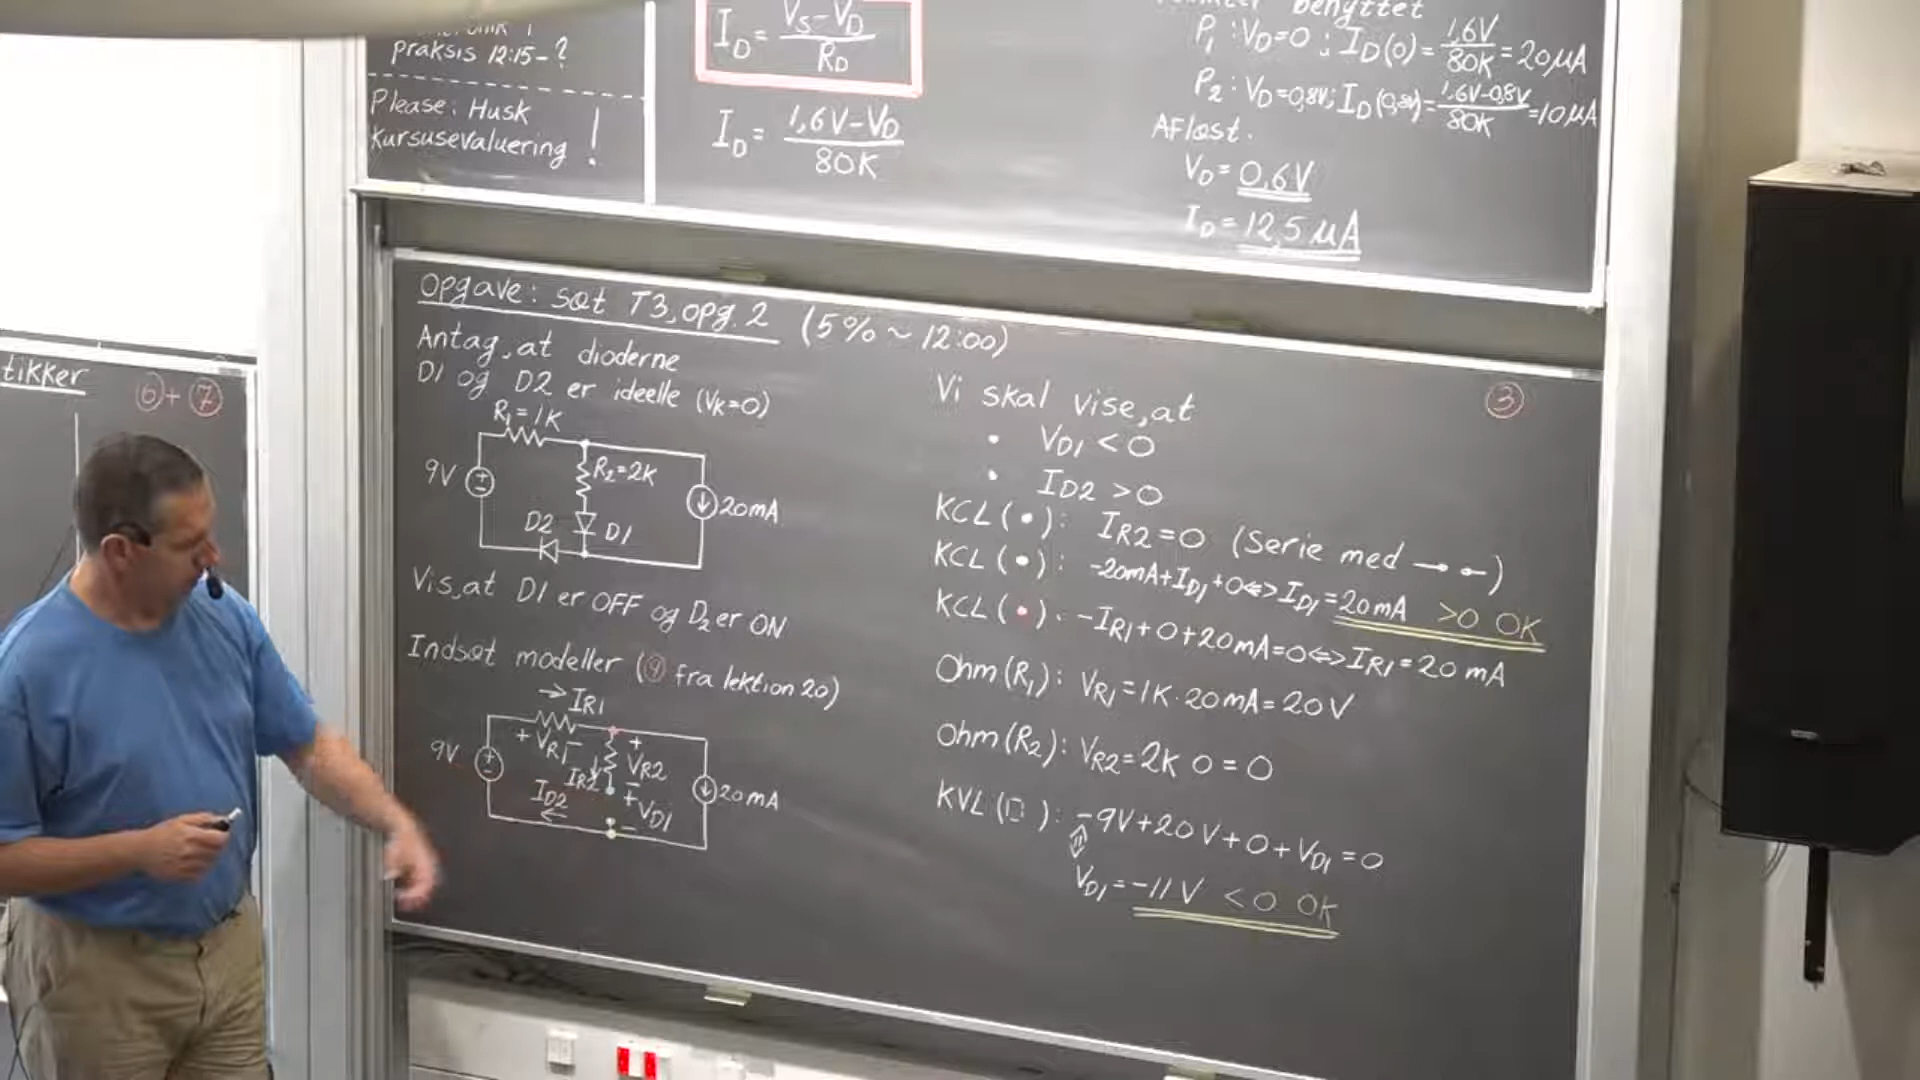 praksis 12:15-?
Please: Husk
kursusevaluering !
I_D = (V_S-V_D)/R_D
I_D = (1,6V-V_D)/80K
benyttet
P_1: V_D=0; I_D(0)=1,6V/80K=20μA
P_2: V_D=0,8V; I_D(0,8V)=(1,6V-0,8V)/80K=10μA
Aflæst.
V_D=0,6V
I_D=12,5μA
tikker
⑥+⑦
Opgave: sæt T3, opg. 2 (5% ~ 12:00)
Antag, at dioderne
D1 og D2 er ideelle (V_K=0)
R_1=1K
9V
R_2=2K
20mA
D2
D1
Vis, at D1 er OFF og D_2 er ON
Indsæt modeller (⑨ fra lektion 20)
→I_R1
+V_R1-
+
9V
V_R2
-
I_R2
+
V_D1
-
20mA
I_D2
③
Vi skal vise, at
• V_D1 < 0
• I_D2 > 0
KCL (•): I_R2=0 (Serie med)
KCL (•): -20mA+I_D1+0⇔I_D1=20mA >0 OK
KCL (•): -I_R1+0+20mA=0⇔I_R1=20mA
Ohm(R_1): V_R1=1K·20mA=20V
Ohm(R_2): V_R2=2K 0=0
KVL(□): -9V+20V+0+V_D1=0
⇕
V_D1=-11V <0 OK